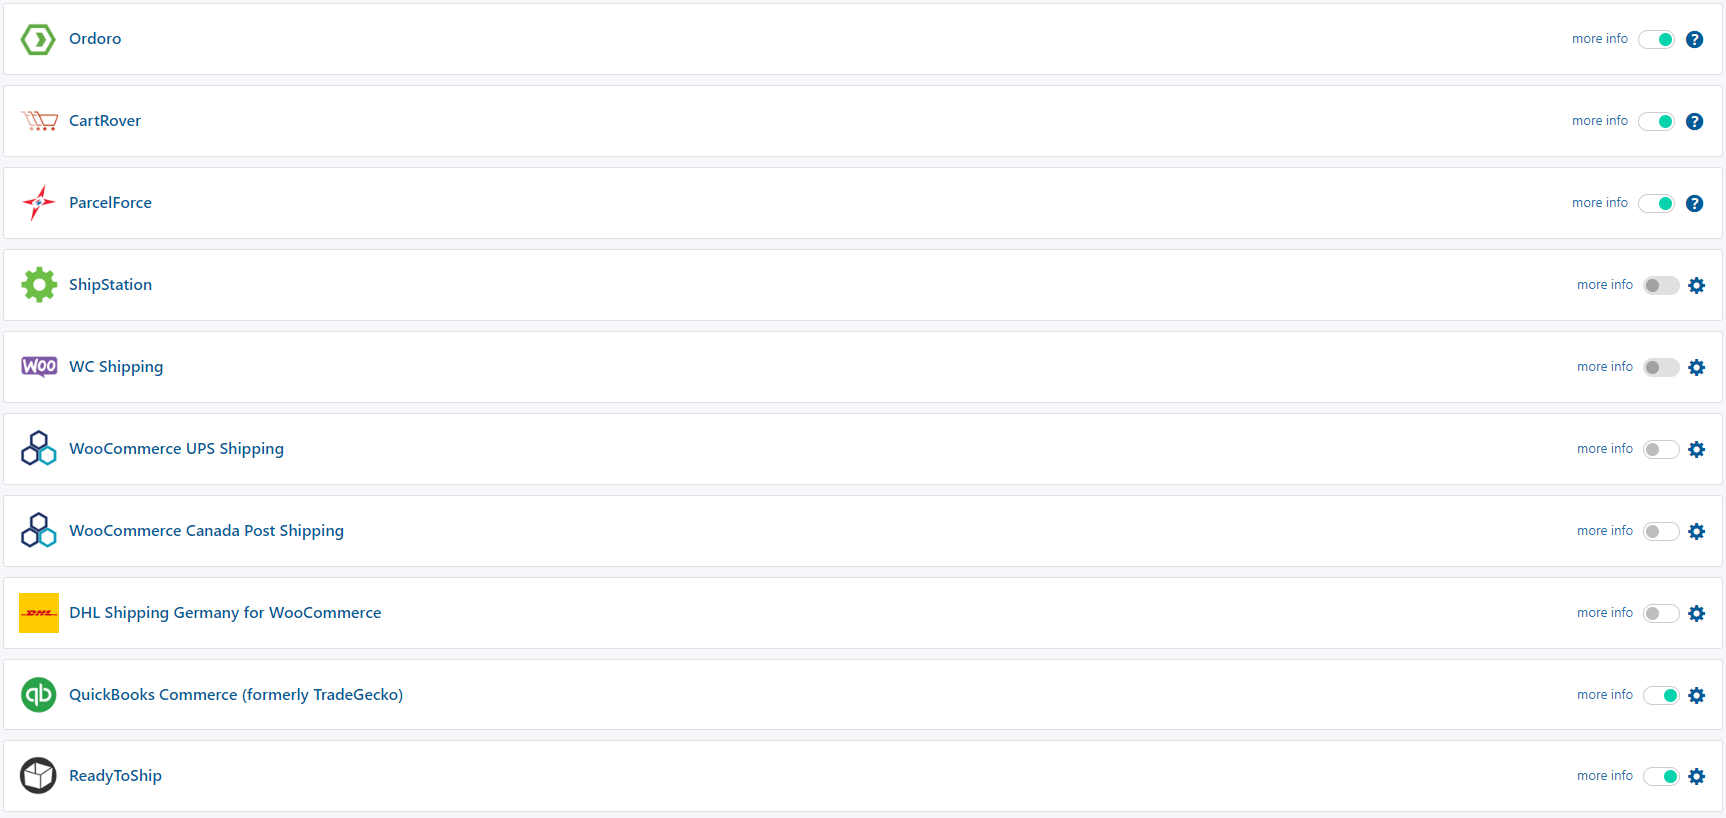 Ordoro more info ?
CartRover more info ?
ParcelForce more info ?
ShipStation more info
WOO WC Shipping more info
WooCommerce UPS Shipping more info
WooCommerce Canada Post Shipping more info
DHL DHL Shipping Germany for WooCommerce more info
qb QuickBooks Commerce (formerly TradeGecko) more info
ReadyToShip more info